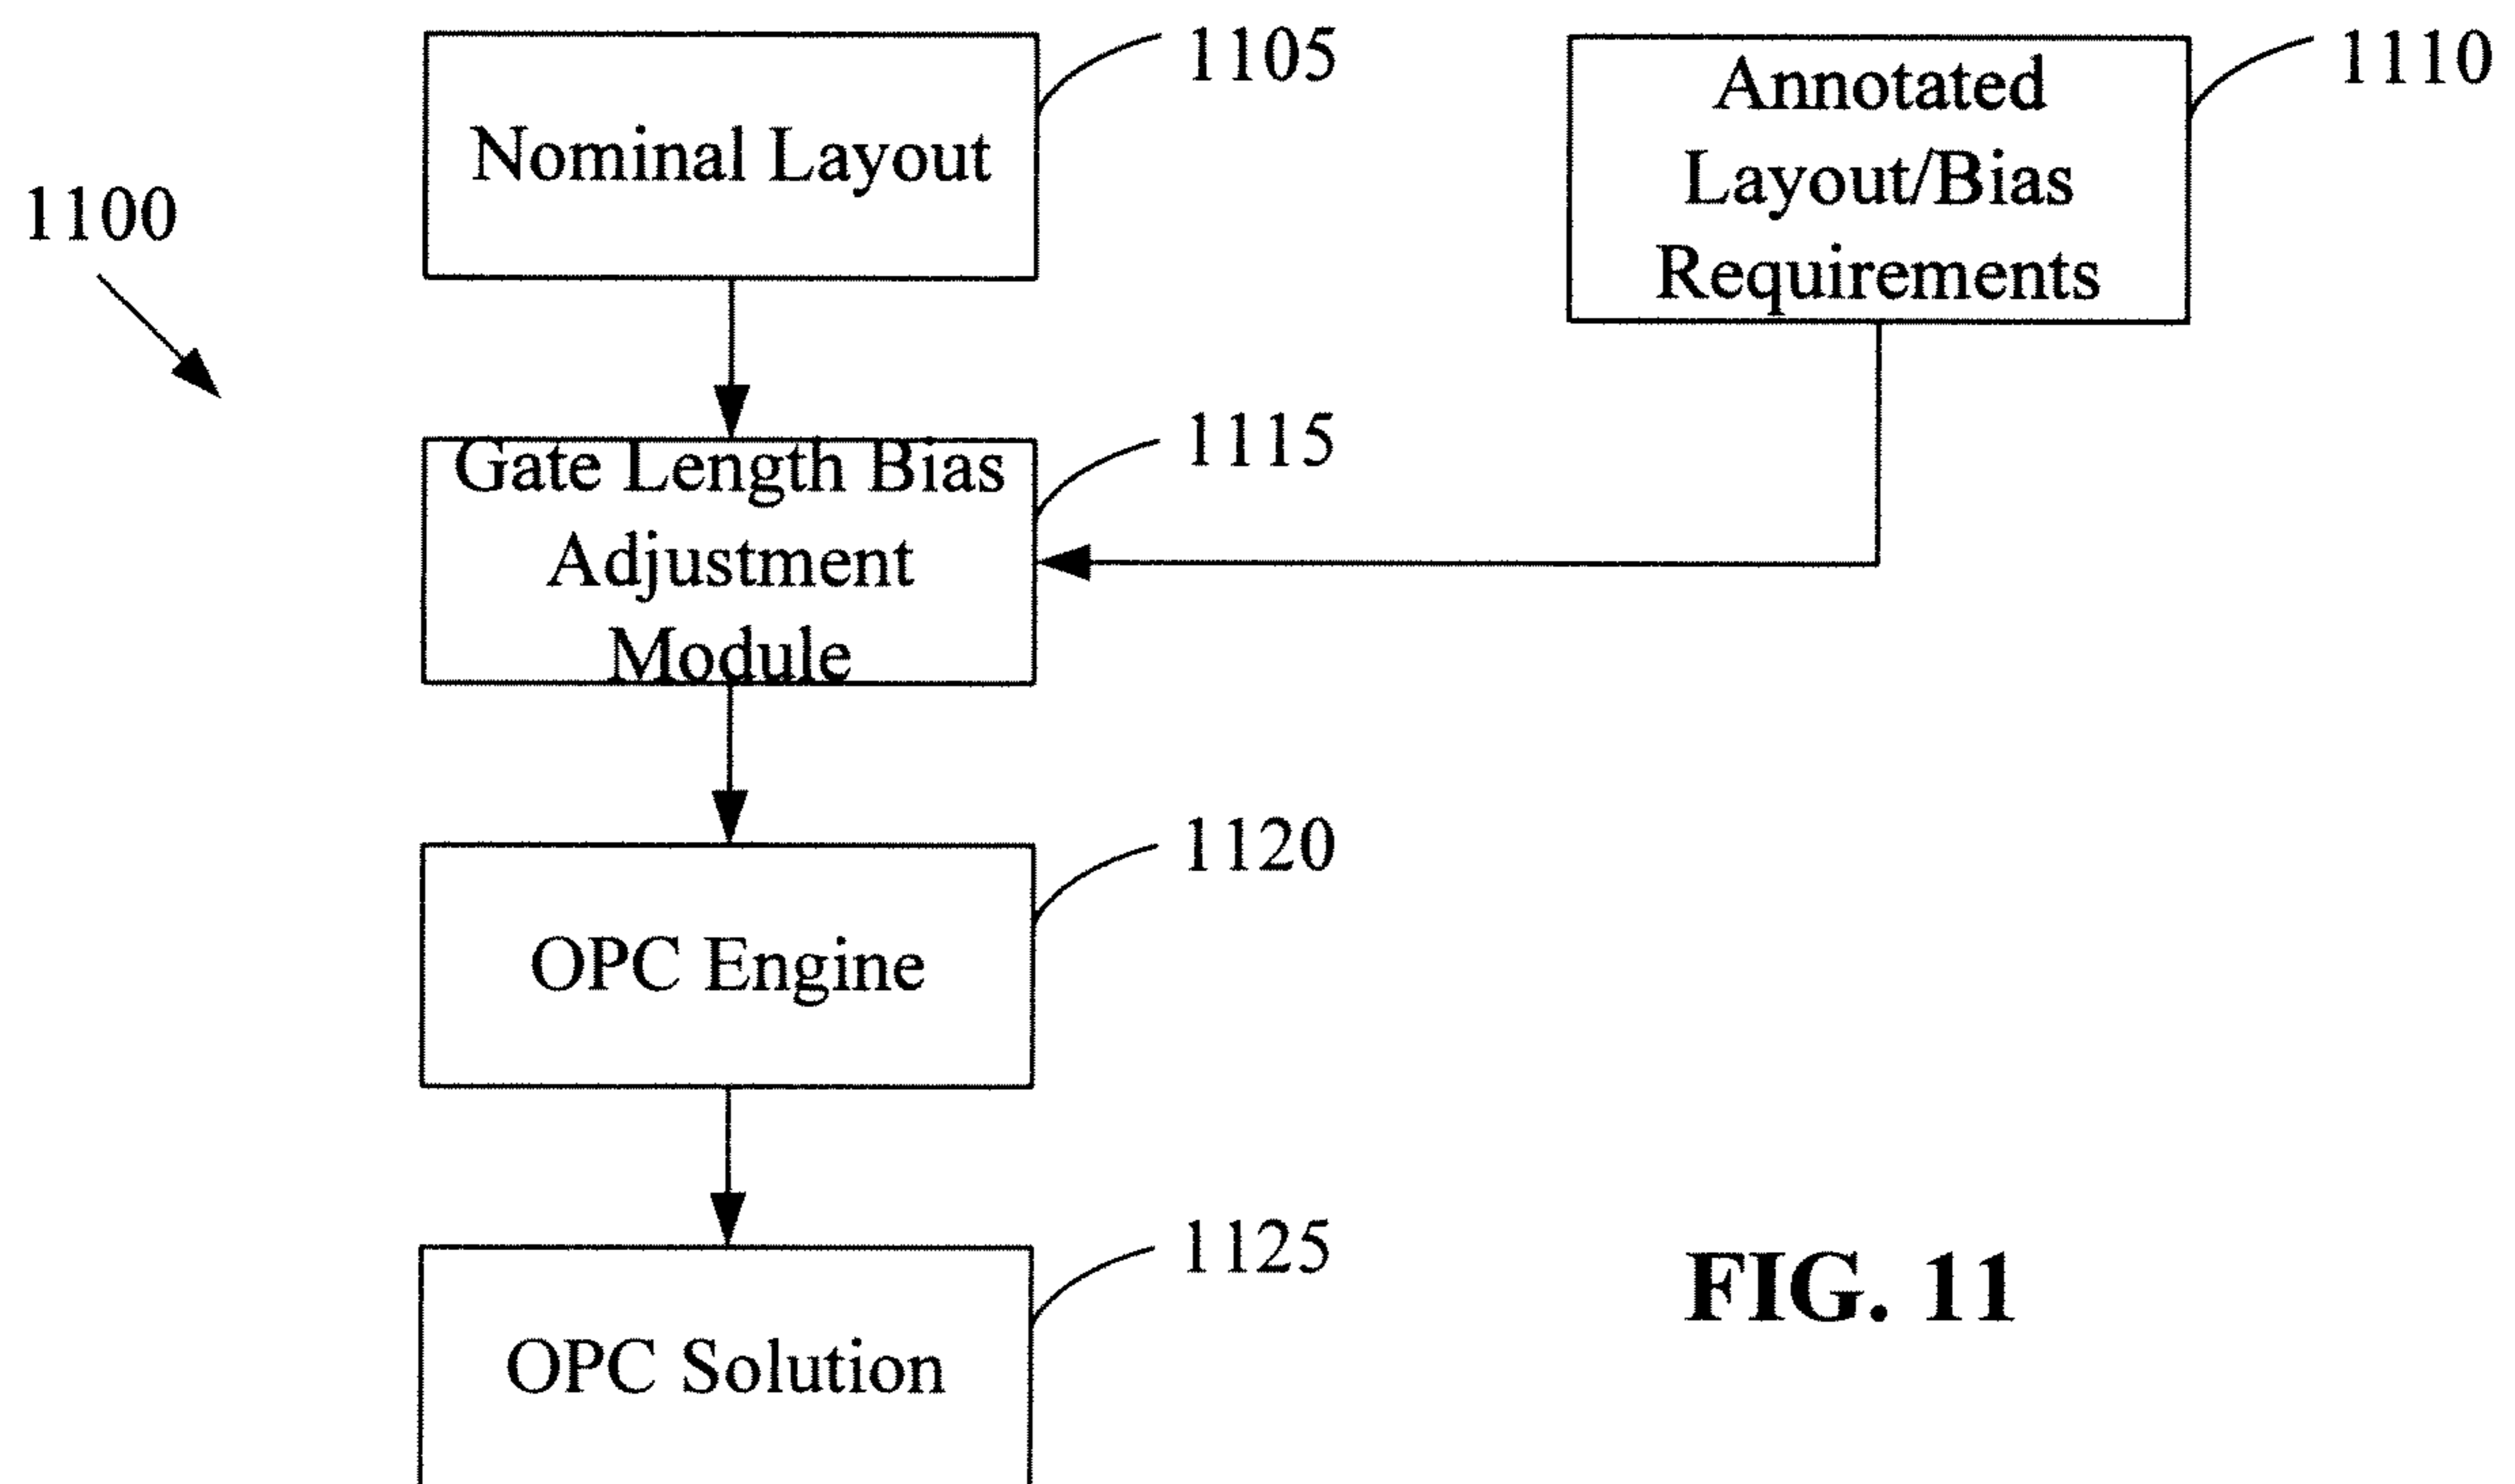 1105
Nominal Layout
1110
Annotated
Layout/Bias
Requirements
1100
1115
Gate Length Bias
Adjustment
Module
1120
OPC Engine
1125
OPC Solution
FIG. 11